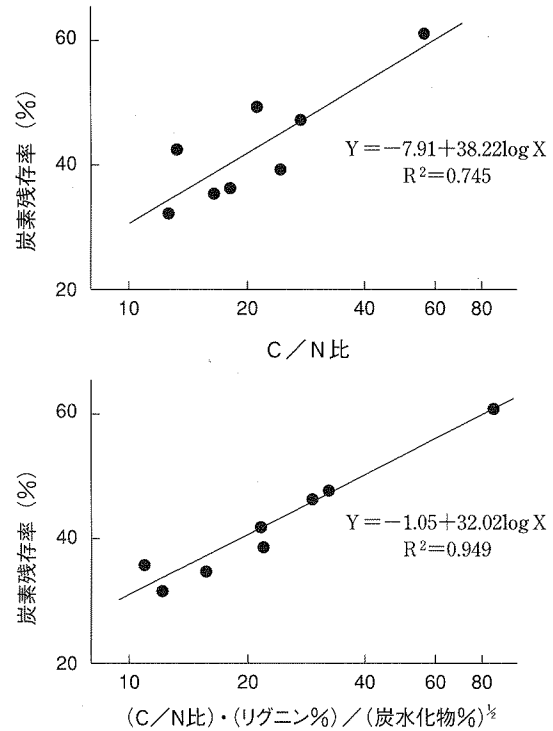 60
40
20
炭素残存率 (%)
Y=−7.91+38.22log X
R²=0.745
10 20 40 60 80
C/N比
60
40
20
炭素残存率 (%)
Y=−1.05+32.02log X
R²=0.949
10 20 40 60 80
(C/N比)・(リグニン%)/(炭水化物%)^½